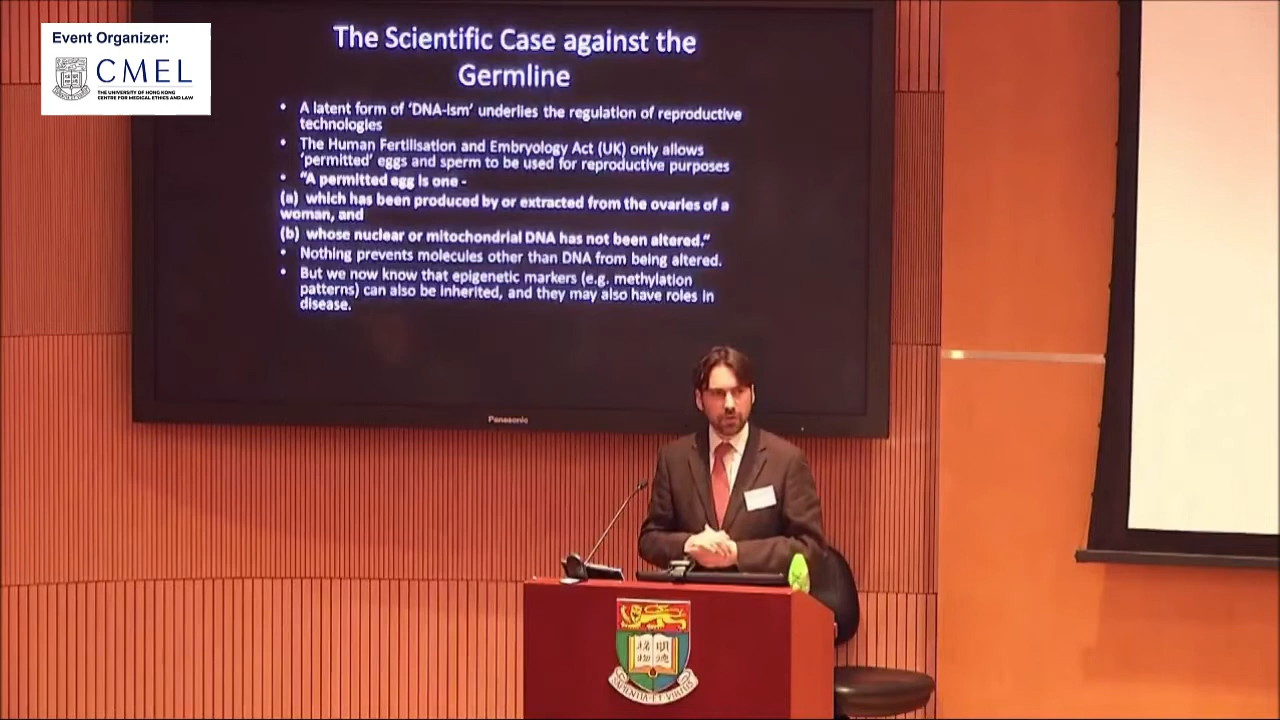 Event Organizer:
CMEL
THE UNIVERSITY OF HONG KONG
CENTRE FOR MEDICAL ETHICS AND LAW
The Scientific Case against the
Germline
• A latent form of ‘DNA-ism’ underlies the regulation of reproductive
technologies
• The Human Fertilisation and Embryology Act (UK) only allows
‘permitted’ eggs and sperm to be used for reproductive purposes
• “A permitted egg is one -
(a) which has been produced by or extracted from the ovaries of a
woman, and
(b) whose nuclear or mitochondrial DNA has not been altered.”
• Nothing prevents molecules other than DNA from being altered.
• But we now know that epigenetic markers (e.g. methylation
patterns) can also be inherited, and they may also have roles in
disease.
Panasonic
SAPIENTIA ET VIRTUS